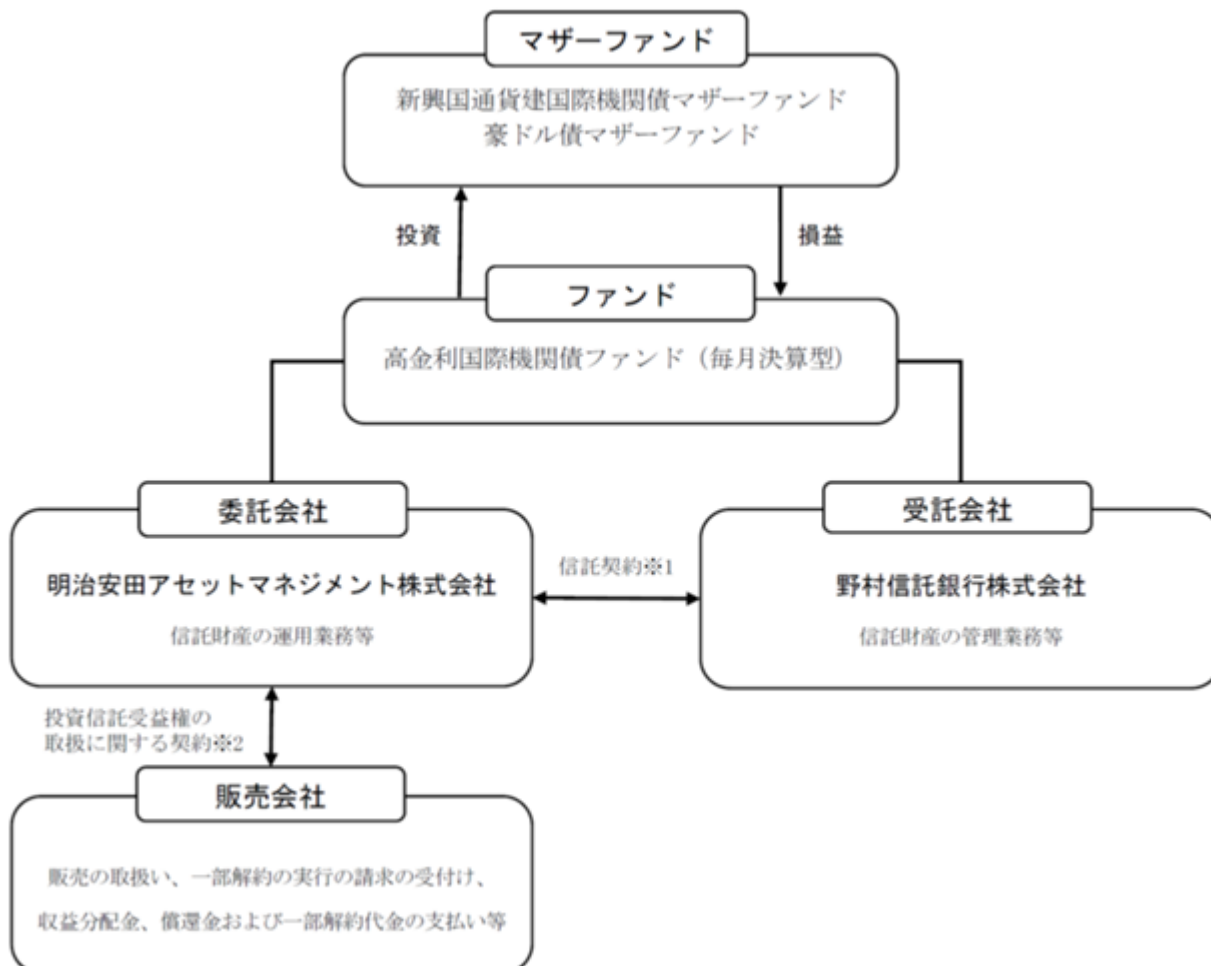 マザーファンド
新興国通貨建国際機関債マザーファンド
豪ドル債マザーファンド
投資
損益
ファンド
高金利国際機関債ファンド（毎月決算型）
委託会社
明治安田アセットマネジメント株式会社
信託財産の運用業務等
信託契約※1
受託会社
野村信託銀行株式会社
信託財産の管理業務等
投資信託受益権の
取扱に関する契約※2
販売会社
販売の取扱い、一部解約の実行の請求の受付け、
収益分配金、償還金および一部解約代金の支払い等